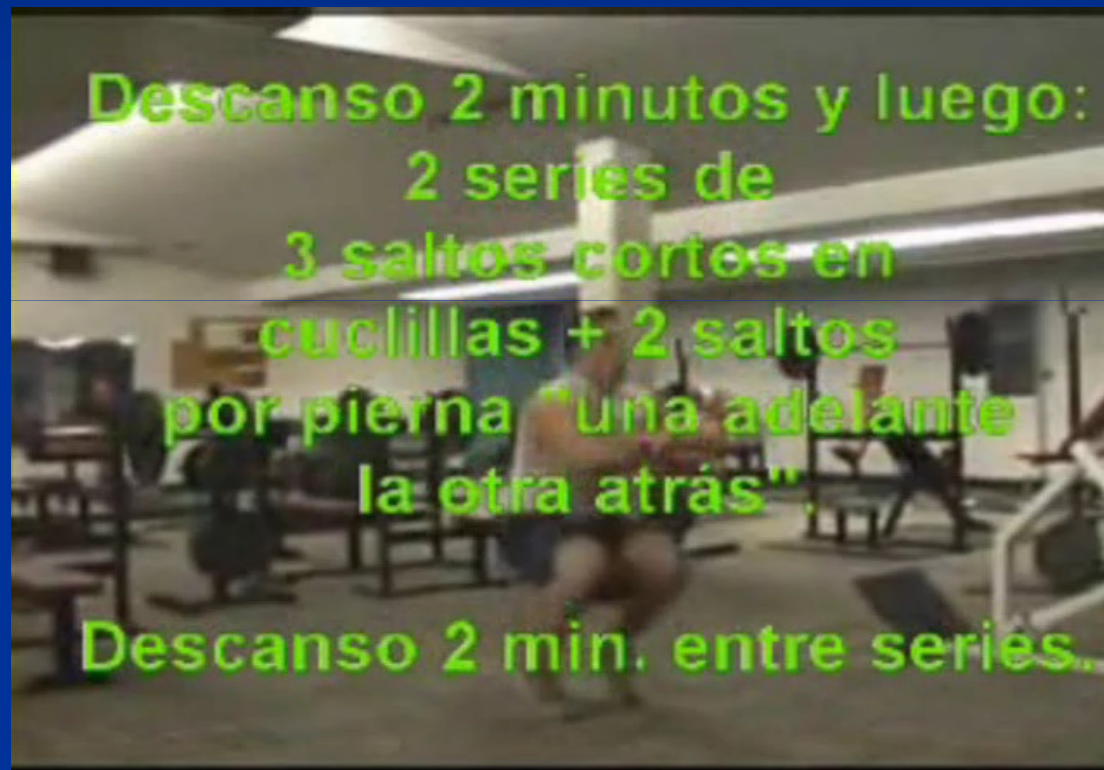 Descanso 2 minutos y luego:
2 series de
3 saltos cortos en
cuclillas + 2 saltos
por pierna "una adelante
la otra atrás".
Descanso 2 min. entre series.